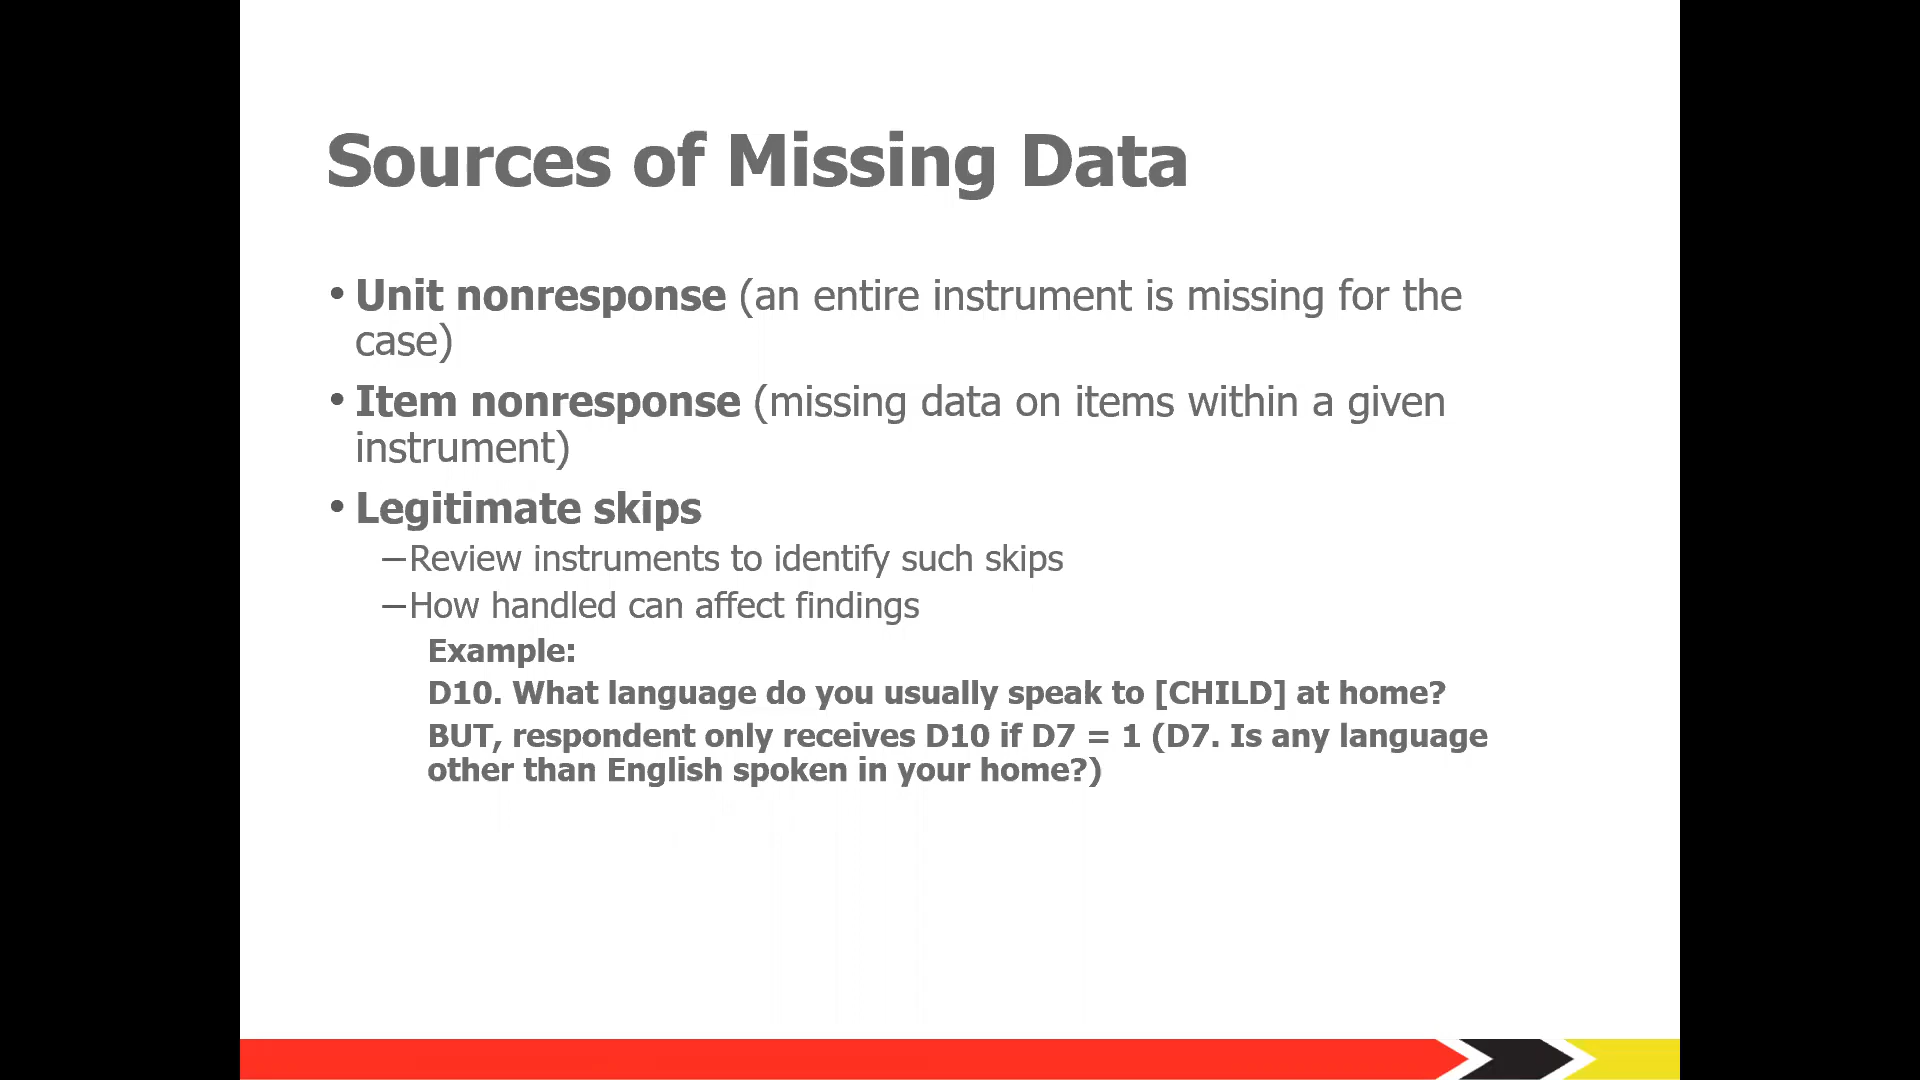 Sources of Missing Data
• Unit nonresponse (an entire instrument is missing for the
case)
• Item nonresponse (missing data on items within a given
instrument)
• Legitimate skips
–Review instruments to identify such skips
–How handled can affect findings
Example:
D10. What language do you usually speak to [CHILD] at home?
BUT, respondent only receives D10 if D7 = 1 (D7. Is any language
other than English spoken in your home?)